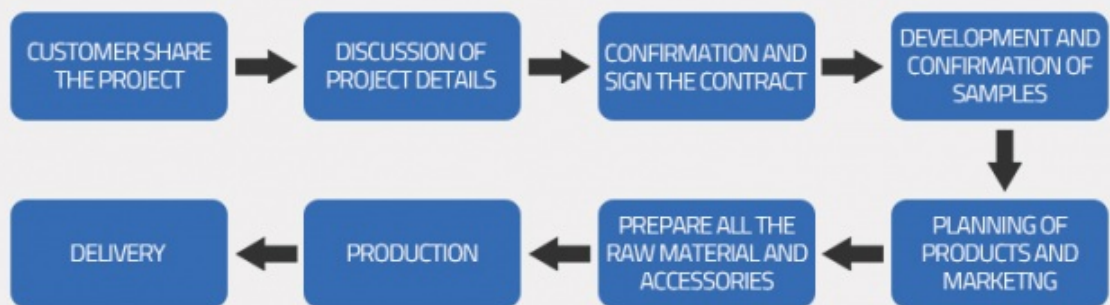 CUSTOMER SHARE
THE PROJECT
DISCUSSION OF
PROJECT DETAILS
CONFIRMATION AND
SIGN THE CONTRACT
DEVELOPMENT AND
CONFIRMATION OF
SAMPLES
PLANNING OF
PRODUCTS AND
MARKETNG
PREPARE ALL THE
RAW MATERIAL AND
ACCESSORIES
PRODUCTION
DELIVERY